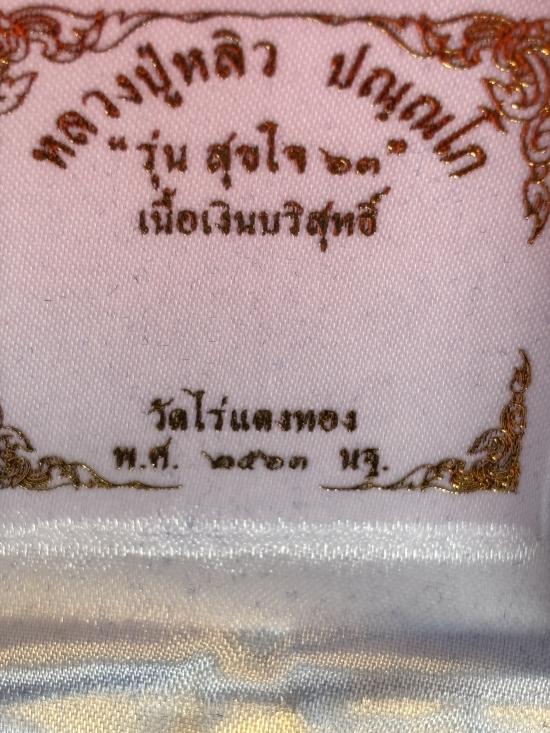 หลวงปู่หลิว ปณฺณโก
"รุ่น สุขใจ ๖๓"
เนื้อเงินบริสุทธิ์
วัดไร่แตงทอง
พ.ศ. ๒๕๖๓ นฐ.